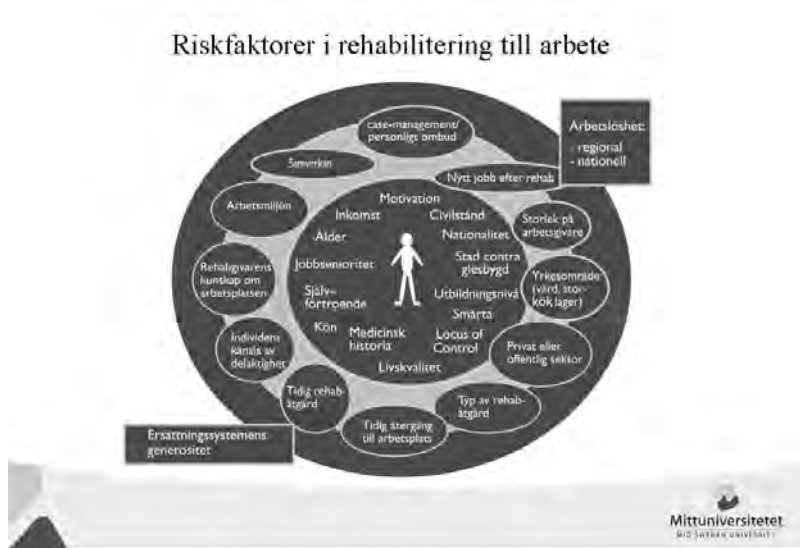 Riskfaktorer i rehabilitering till arbete
case-management/
personligt ombud
Arbetslöshet:
- regional
- nationell
Samverkan
Nytt jobb efter rehab
Arbetsmiljön
Storlek på
arbetsgivare
Rehabgivarens
kunskap om
arbetsplatsen
Yrkesområde
(vård, stor-
kök, lager)
Individens
känsla av
delaktighet
Privat eller
offentlig sektor
Tidig rehab-
åtgärd
Typ av rehab-
åtgärd
Tidig återgång
till arbetsplats
Motivation
Inkomst
Civilstånd
Ålder
Nationalitet
Jobbsenioritet
Stad contra
glesbygd
Själv-
förtroende
Utbildningsnivå
Smärta
Kön
Medicinsk
historia
Locus of
Control
Livskvalitet
Ersättningssystemens
generositet
Mittuniversitetet
MID SWEDEN UNIVERSITY